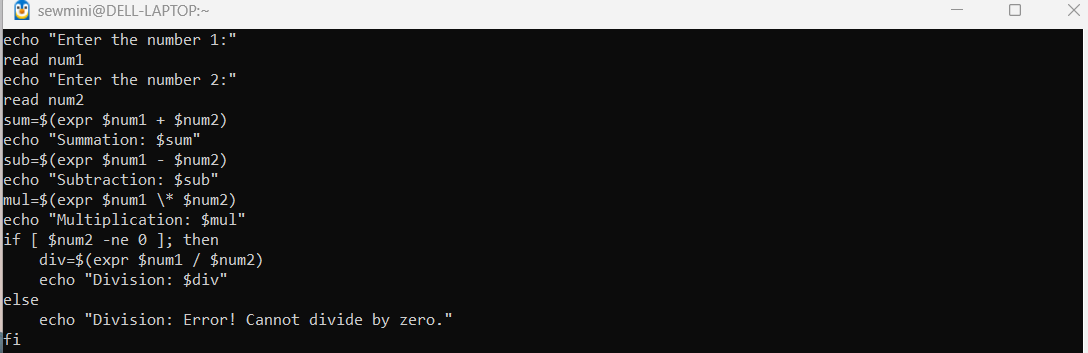 sewmini@DELL-LAPTOP:~
echo "Enter the number 1:"
read num1
echo "Enter the number 2:"
read num2
sum=$(expr $num1 + $num2)
echo "Summation: $sum"
sub=$(expr $num1 - $num2)
echo "Subtraction: $sub"
mul=$(expr $num1 \* $num2)
echo "Multiplication: $mul"
if [ $num2 -ne 0 ]; then
    div=$(expr $num1 / $num2)
    echo "Division: $div"
else
    echo "Division: Error! Cannot divide by zero."
fi